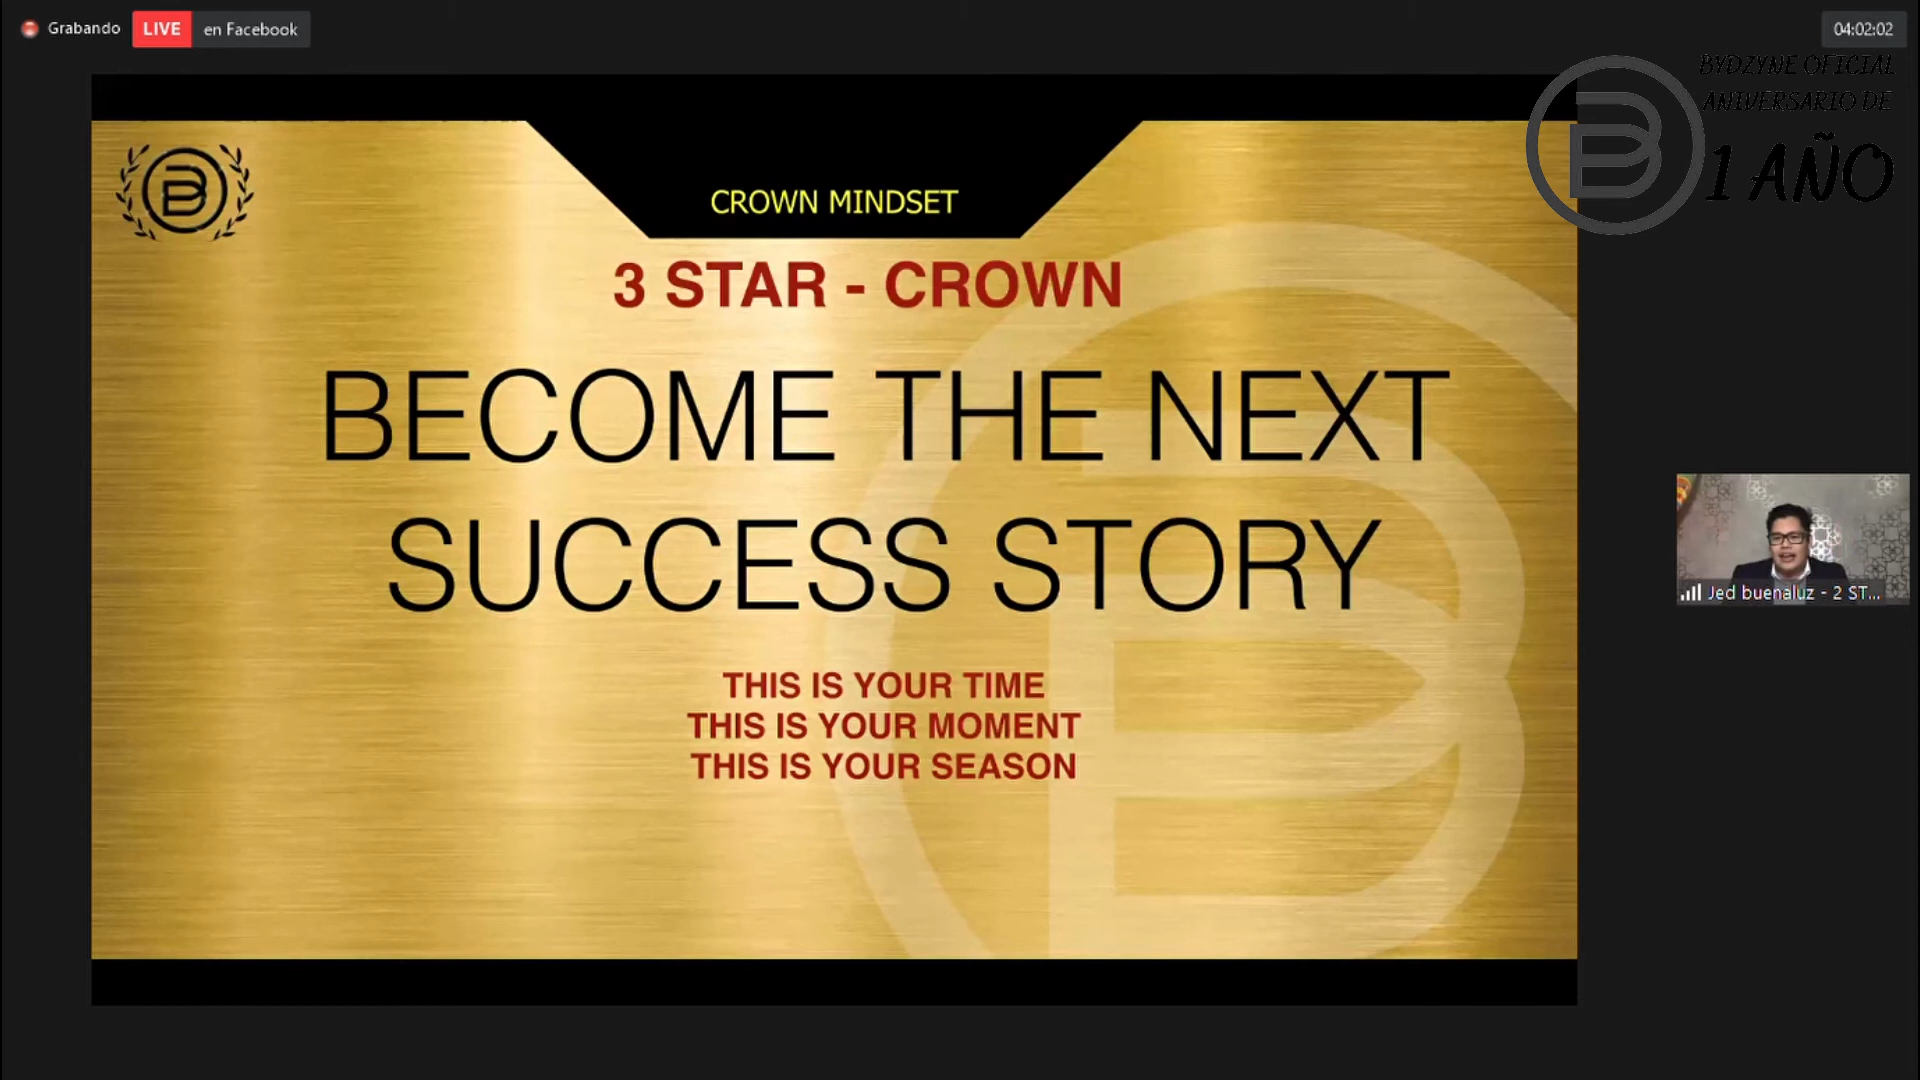 Grabando
LIVE en Facebook
04:02:02
BYDZYNE OFICIAL
ANIVERSARIO DE
1 AÑO
CROWN MINDSET
3 STAR - CROWN
BECOME THE NEXT
SUCCESS STORY
THIS IS YOUR TIME
THIS IS YOUR MOMENT
THIS IS YOUR SEASON
Jed buenaluz - 2 ST...